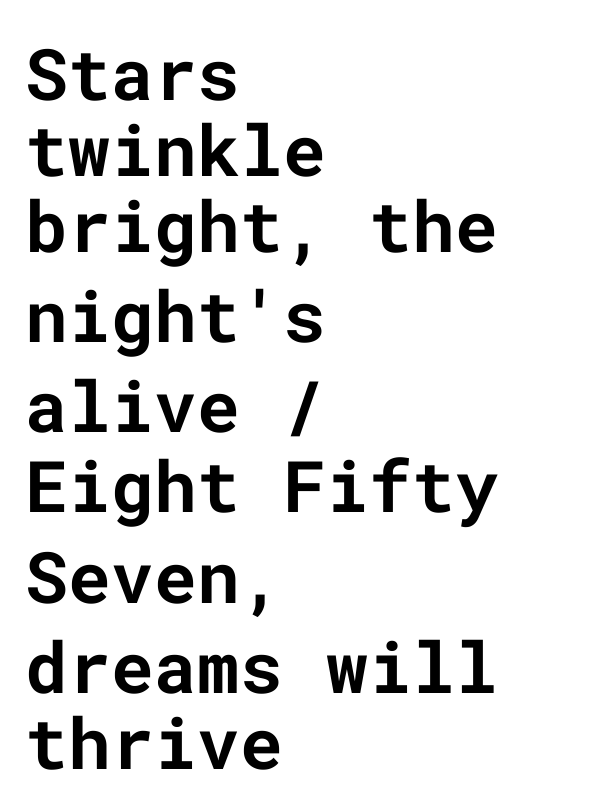 Stars
twinkle
bright, the
night's
alive /
Eight Fifty
Seven,
dreams will
thrive